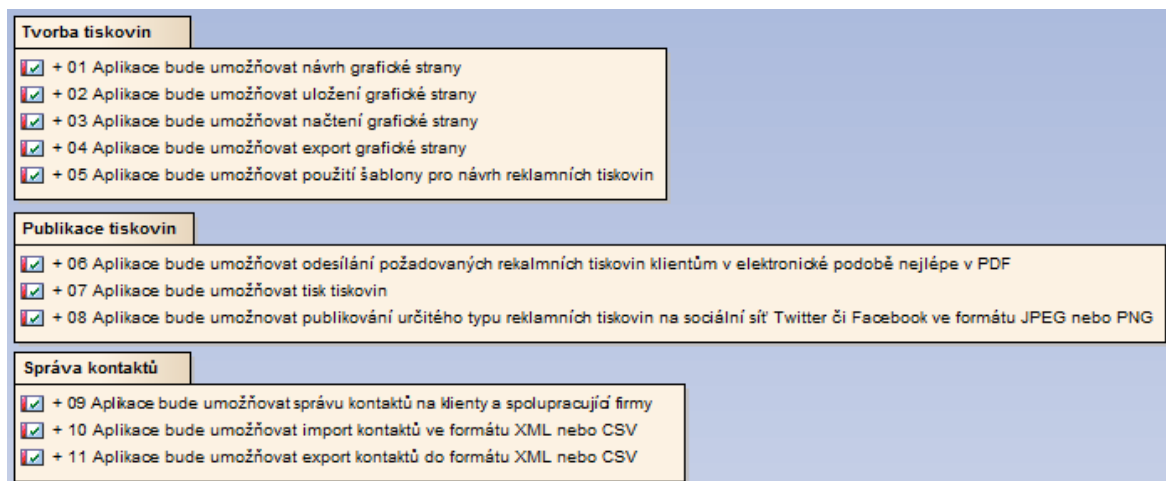 Tvorba tiskovin
+ 01 Aplikace bude umožňovat návrh grafické strany
+ 02 Aplikace bude umožňovat uložení grafické strany
+ 03 Aplikace bude umožňovat načtení grafické strany
+ 04 Aplikace bude umožňovat export grafické strany
+ 05 Aplikace bude umožňovat použití šablony pro návrh reklamních tiskovin
Publikace tiskovin
+ 06 Aplikace bude umožňovat odesílání požadovaných rekalmních tiskovin klientům v elektronické podobě nejlépe v PDF
+ 07 Aplikace bude umožňovat tisk tiskovin
+ 08 Aplikace bude umožnovat publikování určitého typu reklamních tiskovin na sociální síť Twitter či Facebook ve formátu JPEG nebo PNG
Správa kontaktů
+ 09 Aplikace bude umožňovat správu kontaktů na klienty a spolupracující firmy
+ 10 Aplikace bude umožňovat import kontaktů ve formátu XML nebo CSV
+ 11 Aplikace bude umožňovat export kontaktů do formátu XML nebo CSV